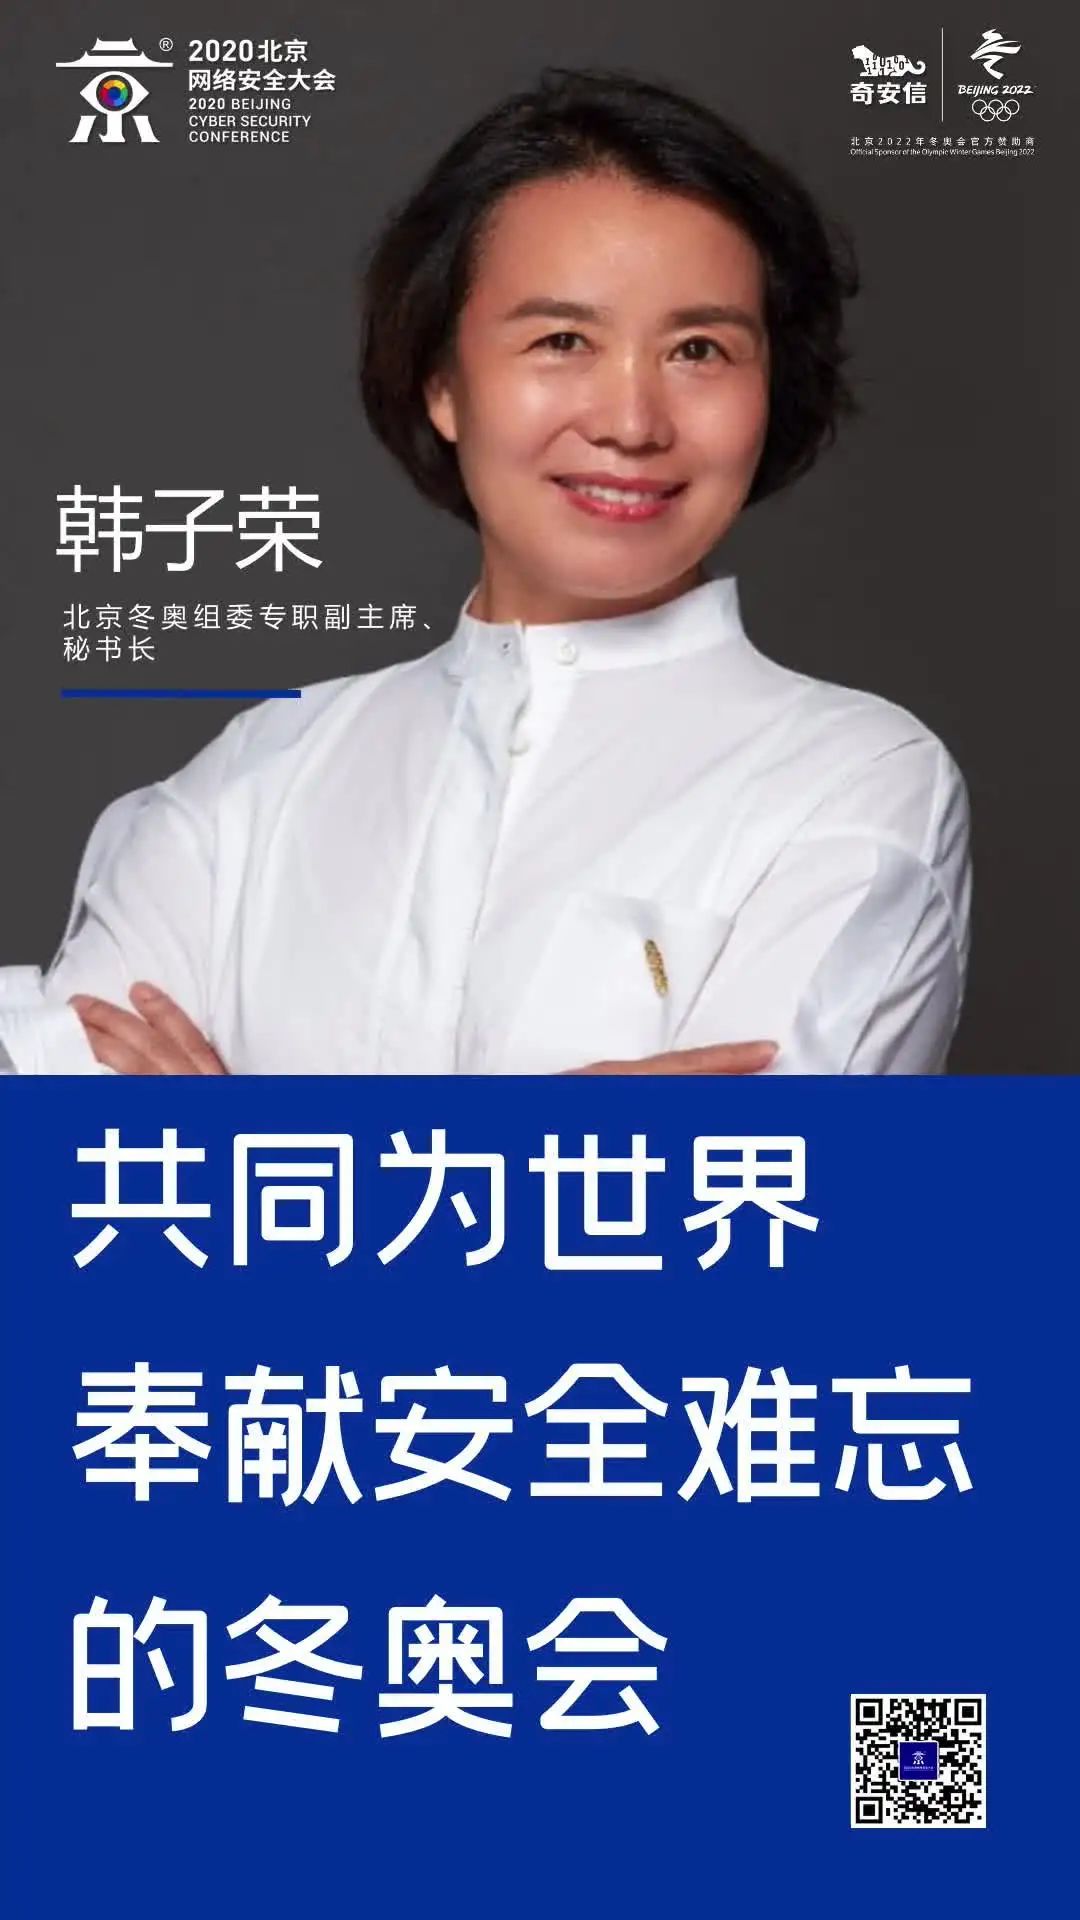 ®
2020北京
网络安全大会
2020 BEIJING
CYBER SECURITY
CONFERENCE
奇安信
BEIJING 2022
北京2022年冬奥会官方赞助商
Official Sponsor of the Olympic Winter Games Beijing 2022
韩子荣
北京冬奥组委专职副主席、
秘书长
共同为世界
奉献安全难忘
的冬奥会